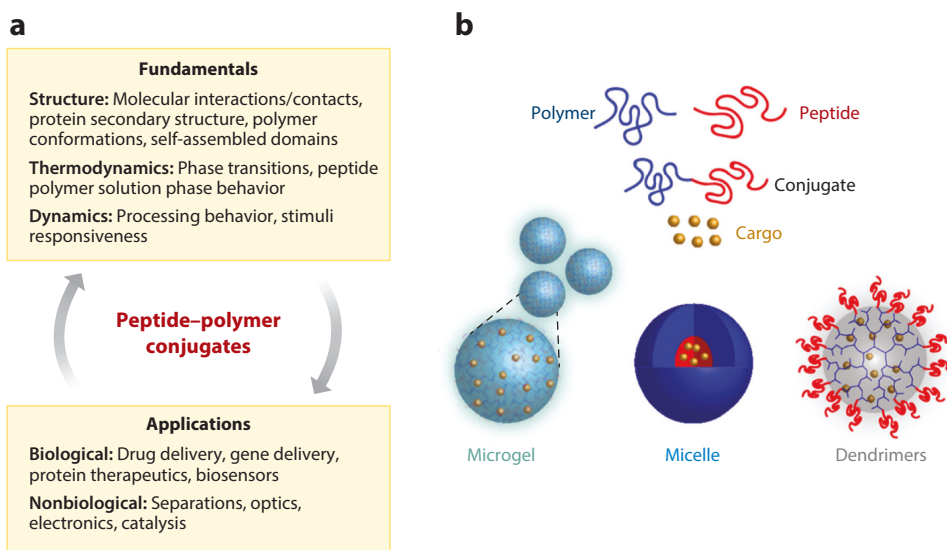 a
Fundamentals
Structure: Molecular interactions/contacts,
protein secondary structure, polymer
conformations, self-assembled domains
Thermodynamics: Phase transitions, peptide
polymer solution phase behavior
Dynamics: Processing behavior, stimuli
responsiveness
Peptide–polymer
conjugates
Applications
Biological: Drug delivery, gene delivery,
protein therapeutics, biosensors
Nonbiological: Separations, optics,
electronics, catalysis
b
Polymer
Peptide
Conjugate
Cargo
Microgel
Micelle
Dendrimers